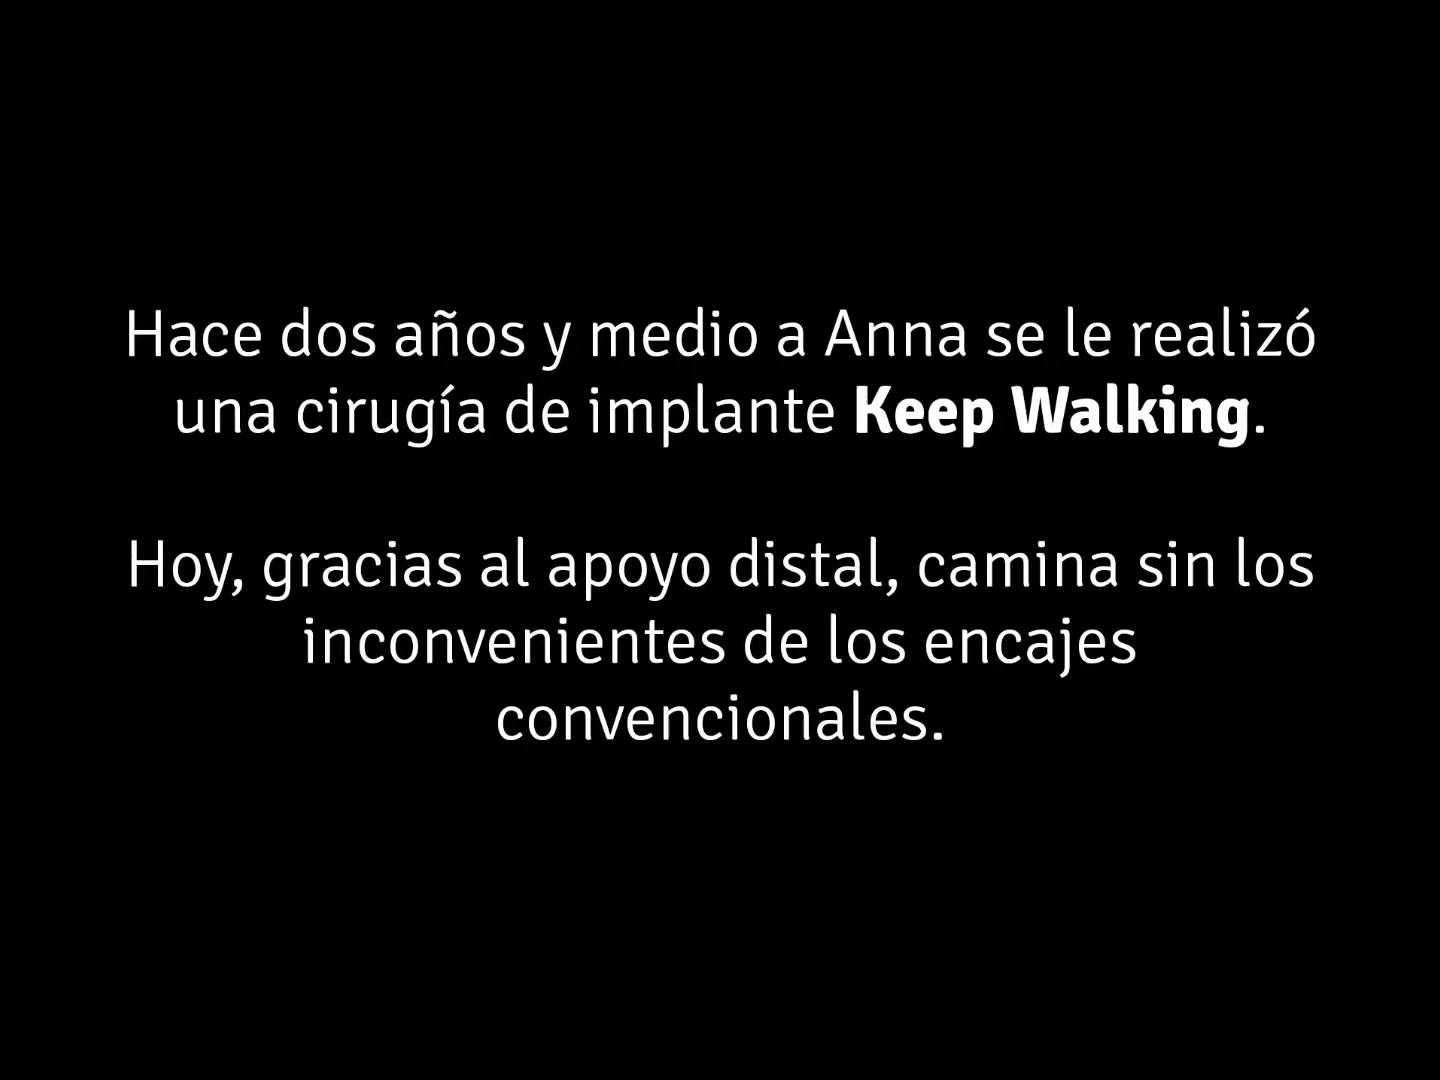 Hace dos años y medio a Anna se le realizó
una cirugía de implante Keep Walking.
Hoy, gracias al apoyo distal, camina sin los
inconvenientes de los encajes
convencionales.